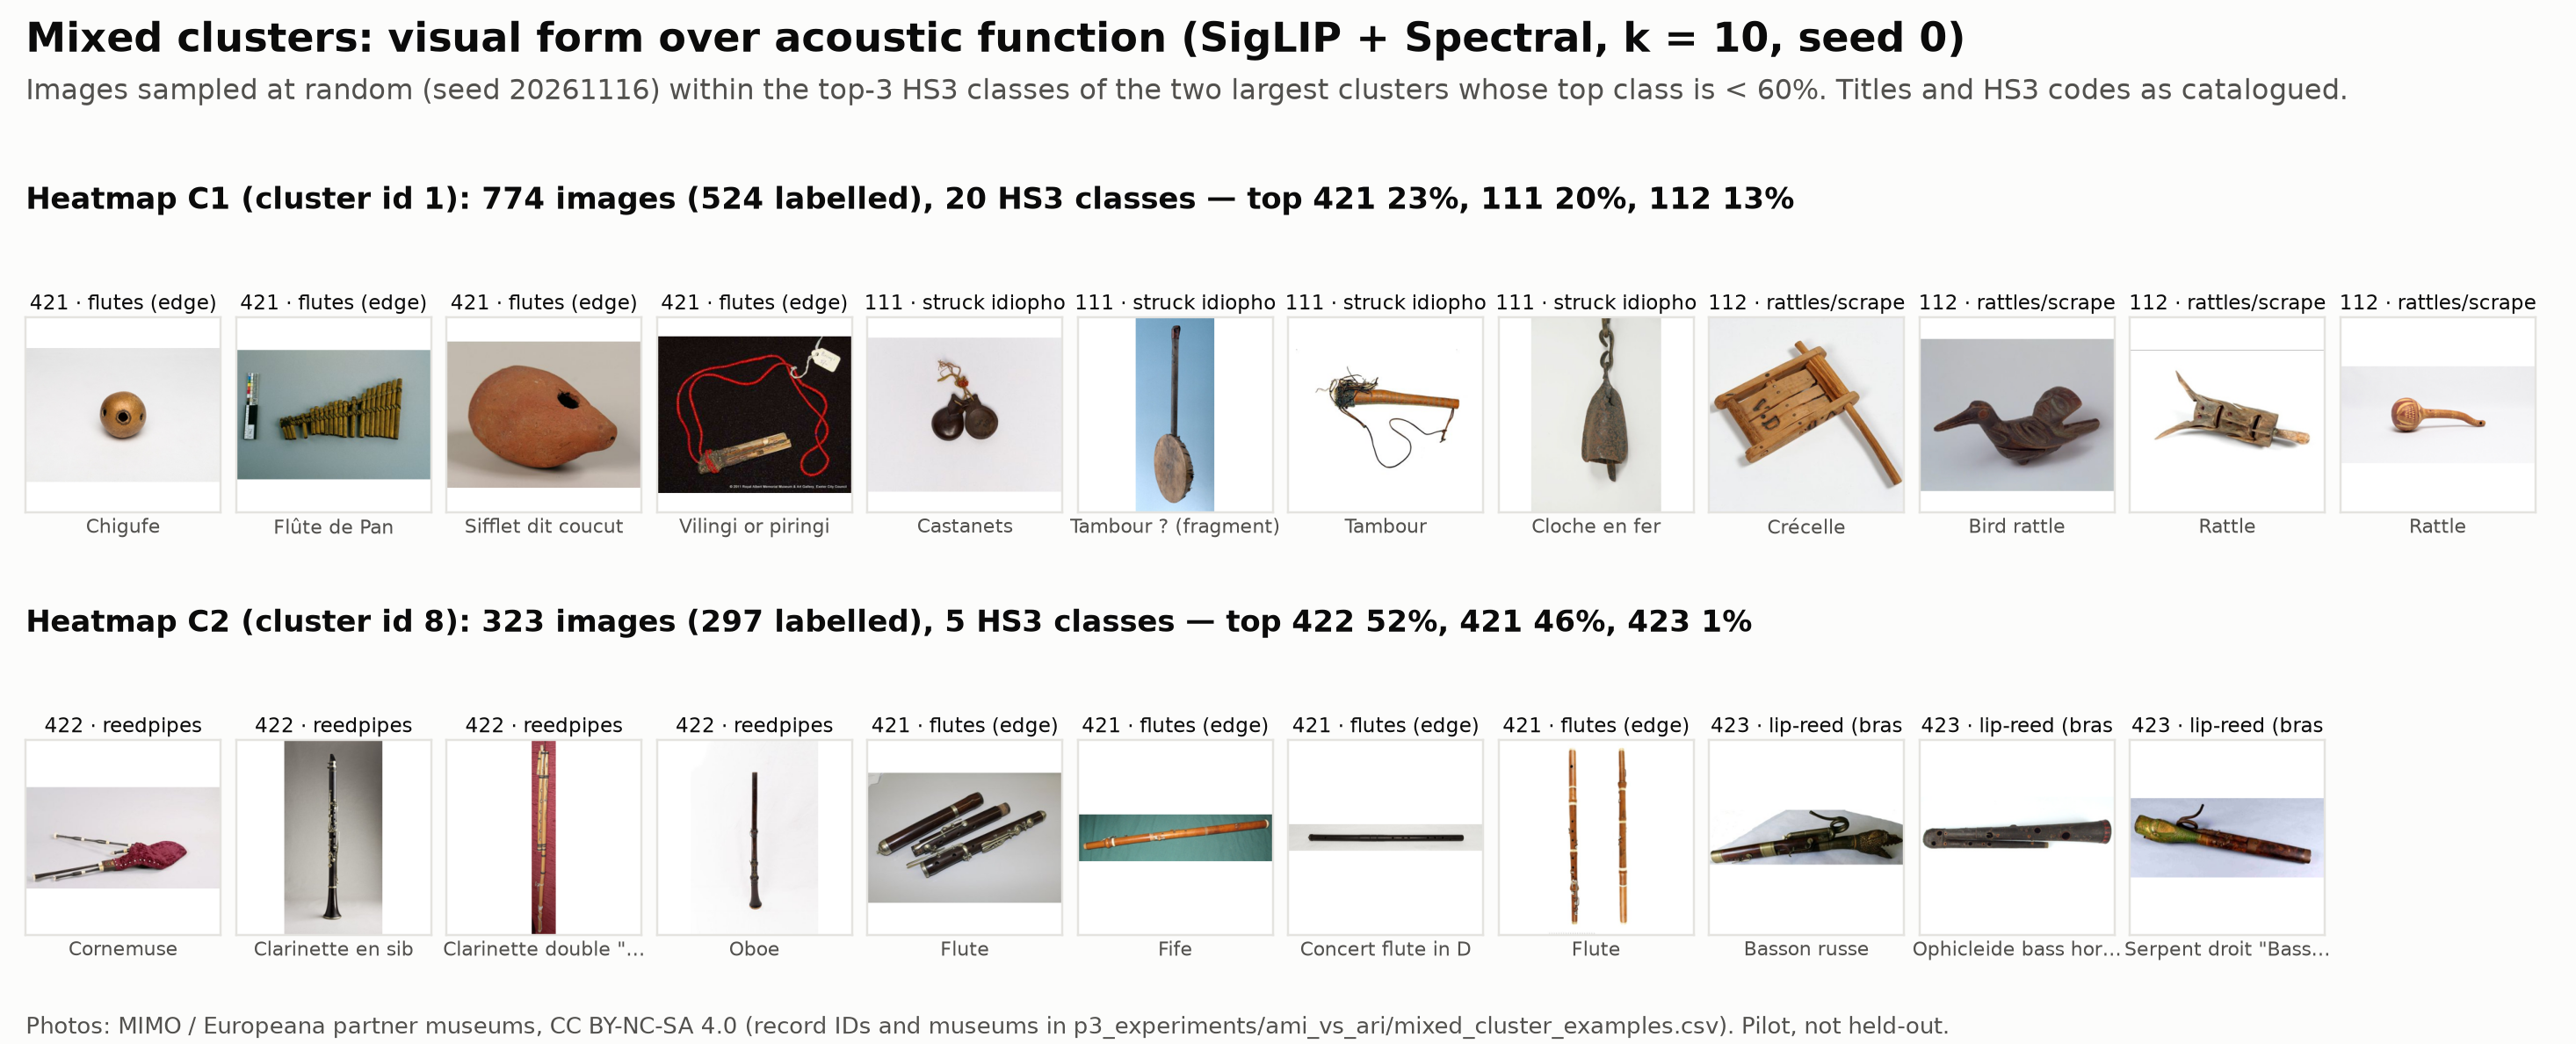 Mixed clusters: visual form over acoustic function (SigLIP + Spectral, k = 10, seed 0)
Images sampled at random (seed 20261116) within the top-3 HS3 classes of the two largest clusters whose top class is < 60%. Titles and HS3 codes as catalogued.
Heatmap C1 (cluster id 1): 774 images (524 labelled), 20 HS3 classes — top 421 23%, 111 20%, 112 13%
421 · flutes (edge) 421 · flutes (edge) 421 · flutes (edge) 421 · flutes (edge) 111 · struck idiopho 111 · struck idiopho 111 · struck idiopho 111 · struck idiopho 112 · rattles/scrape 112 · rattles/scrape 112 · rattles/scrape 112 · rattles/scrape
© 2011 Royal Albert Memorial Museum & Art Gallery, Exeter City Council
Chigufe Flûte de Pan Sifflet dit coucut Vilingi or piringi Castanets Tambour ? (fragment) Tambour Cloche en fer Crécelle Bird rattle Rattle Rattle
Heatmap C2 (cluster id 8): 323 images (297 labelled), 5 HS3 classes — top 422 52%, 421 46%, 423 1%
422 · reedpipes 422 · reedpipes 422 · reedpipes 422 · reedpipes 421 · flutes (edge) 421 · flutes (edge) 421 · flutes (edge) 421 · flutes (edge) 423 · lip-reed (bras 423 · lip-reed (bras 423 · lip-reed (bras
Cornemuse Clarinette en sib Clarinette double "... Oboe Flute Fife Concert flute in D Flute Basson russe Ophicleide bass hor... Serpent droit "Bass...
Photos: MIMO / Europeana partner museums, CC BY-NC-SA 4.0 (record IDs and museums in p3_experiments/ami_vs_ari/mixed_cluster_examples.csv). Pilot, not held-out.